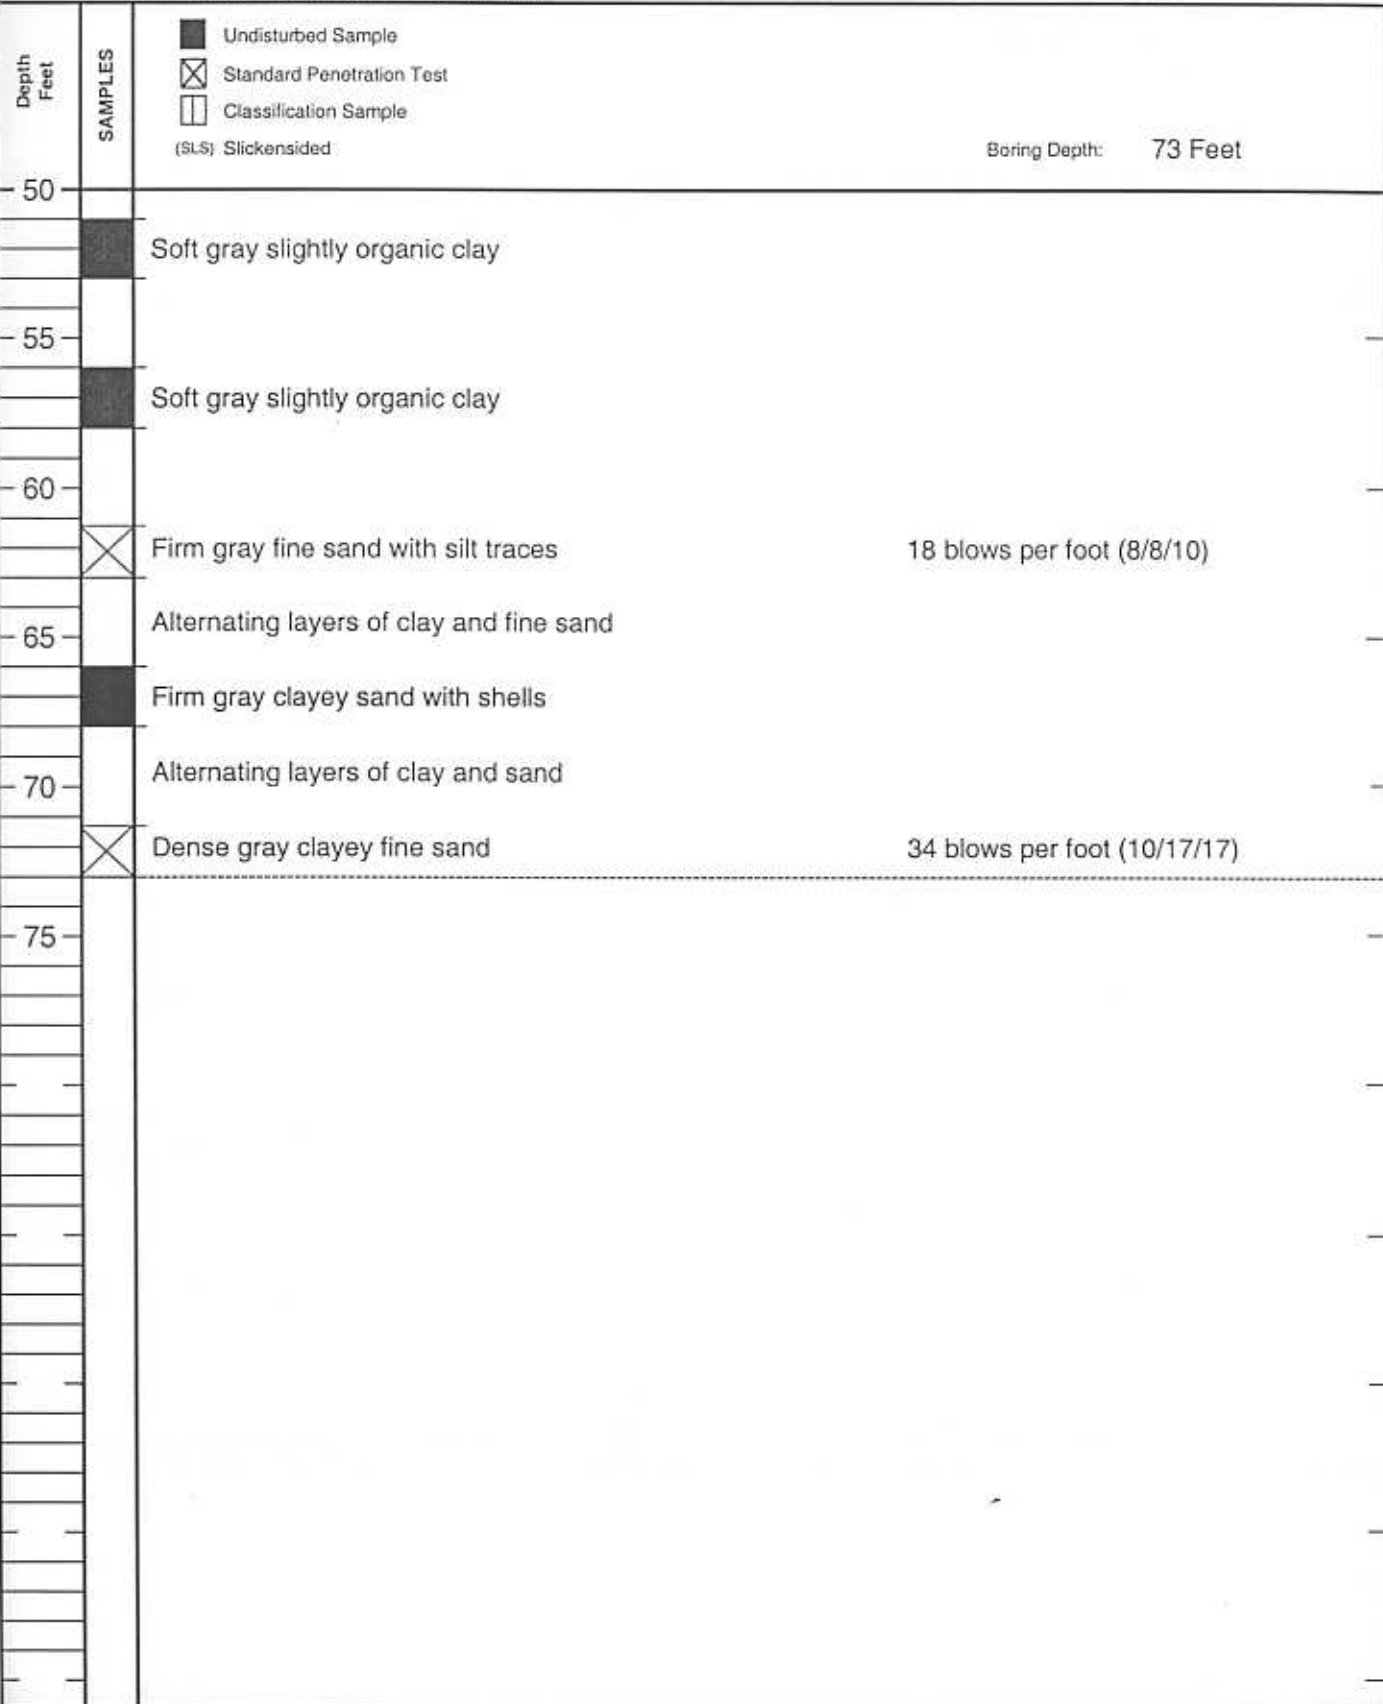 Depth
Feet
SAMPLES
Undisturbed Sample
Standard Penetration Test
Classification Sample
(SLS) Slickensided
Boring Depth: 73 Feet
50
Soft gray slightly organic clay
55
Soft gray slightly organic clay
60
Firm gray fine sand with silt traces 18 blows per foot (8/8/10)
Alternating layers of clay and fine sand
65
Firm gray clayey sand with shells
Alternating layers of clay and sand
70
Dense gray clayey fine sand 34 blows per foot (10/17/17)
75